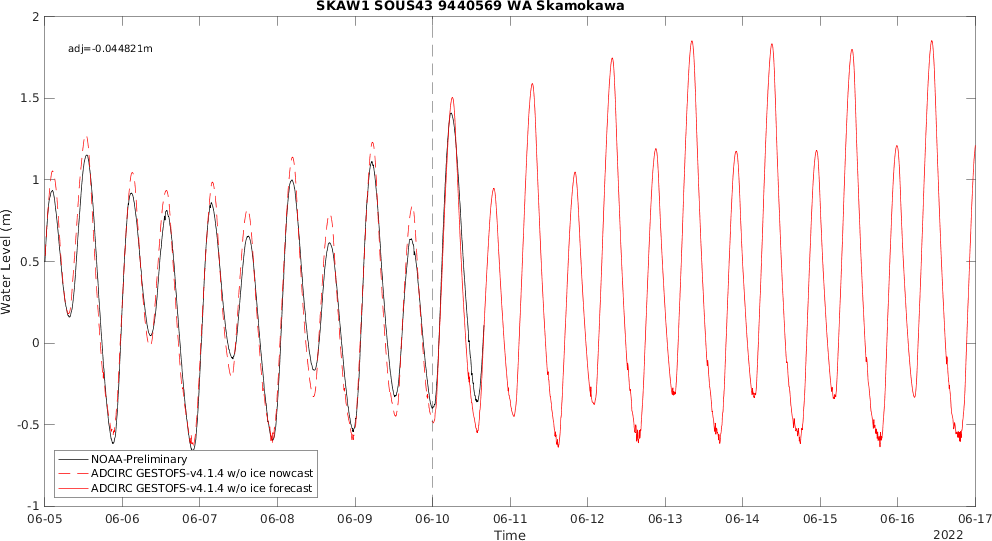 SKAW1 SOUS43 9440569 WA Skamokawa
adj=-0.044821m
Water Level (m)
2
1.5
1
0.5
0
-0.5
-1
NOAA-Preliminary
ADCIRC GESTOFS-v4.1.4 w/o ice nowcast
ADCIRC GESTOFS-v4.1.4 w/o ice forecast
06-05 06-06 06-07 06-08 06-09 06-10 06-11 06-12 06-13 06-14 06-15 06-16 06-17
Time
2022